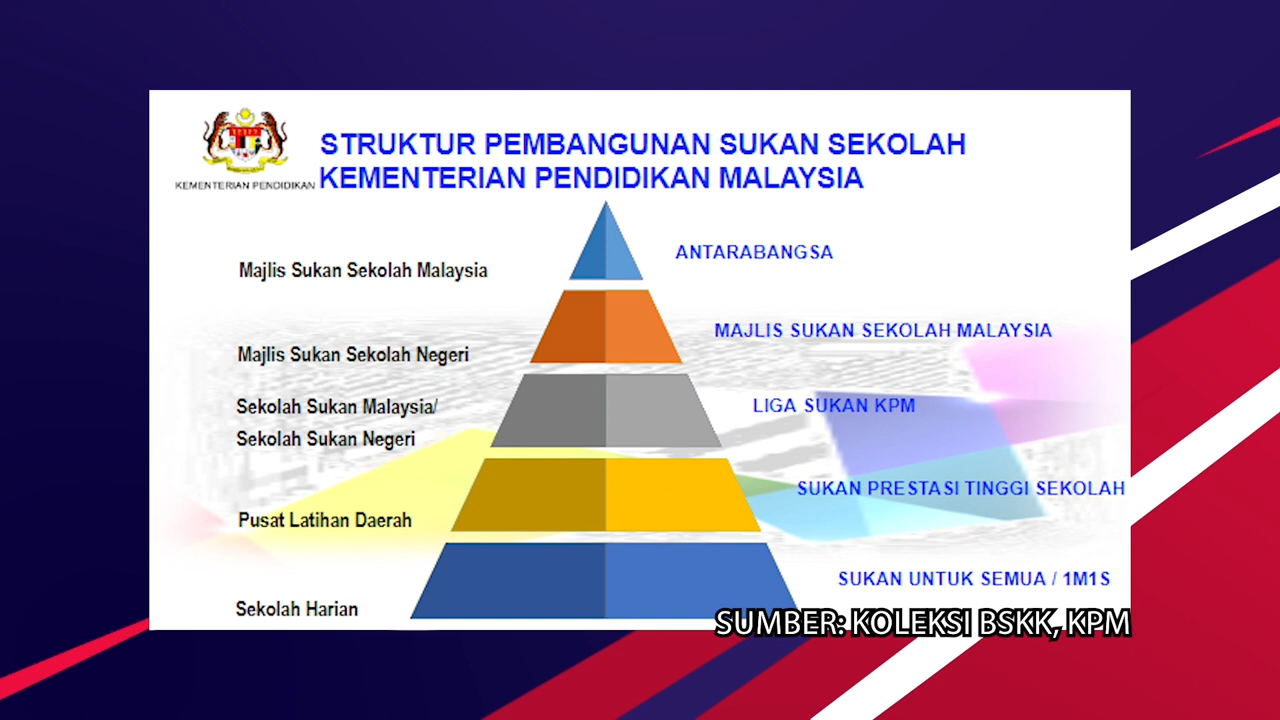 STRUKTUR PEMBANGUNAN SUKAN SEKOLAH
KEMENTERIAN PENDIDIKAN
KEMENTERIAN PENDIDIKAN MALAYSIA
ANTARABANGSA
Majlis Sukan Sekolah Malaysia
MAJLIS SUKAN SEKOLAH MALAYSIA
Majlis Sukan Sekolah Negeri
Sekolah Sukan Malaysia/
LIGA SUKAN KPM
Sekolah Sukan Negeri
SUKAN PRESTASI TINGGI SEKOLAH
Pusat Latihan Daerah
SUKAN UNTUK SEMUA / 1M1S
Sekolah Harian
SUMBER: KOLEKSI BSKK, KPM